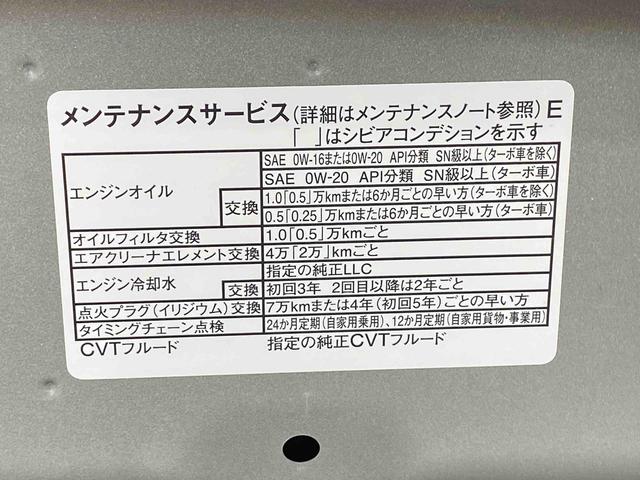 メンテナンスサービス(詳細はメンテナンスノート参照) E
「 」はシビアコンデションを示す
エンジンオイル
SAE 0W-16または0W-20 API分類 SN級以上(ターボ車を除く)
SAE 0W-20 API分類 SN級以上(ターボ車)
交換
1.0「0.5」万kmまたは6か月ごとの早い方(ターボ車を除く)
0.5「0.25」万kmまたは6か月ごとの早い方(ターボ車)
オイルフィルタ交換 1.0「0.5」万kmごと
エアクリーナエレメント交換 4万「2万」kmごと
エンジン冷却水 指定の純正LLC
交換 初回3年 2回目以降は2年ごと
点火プラグ(イリジウム)交換 7万kmまたは4年(初回5年)ごとの早い方
タイミングチェーン点検 24か月定期(自家用乗用)、12か月定期(自家用貨物・事業用)
CVTフルード 指定の純正CVTフルード